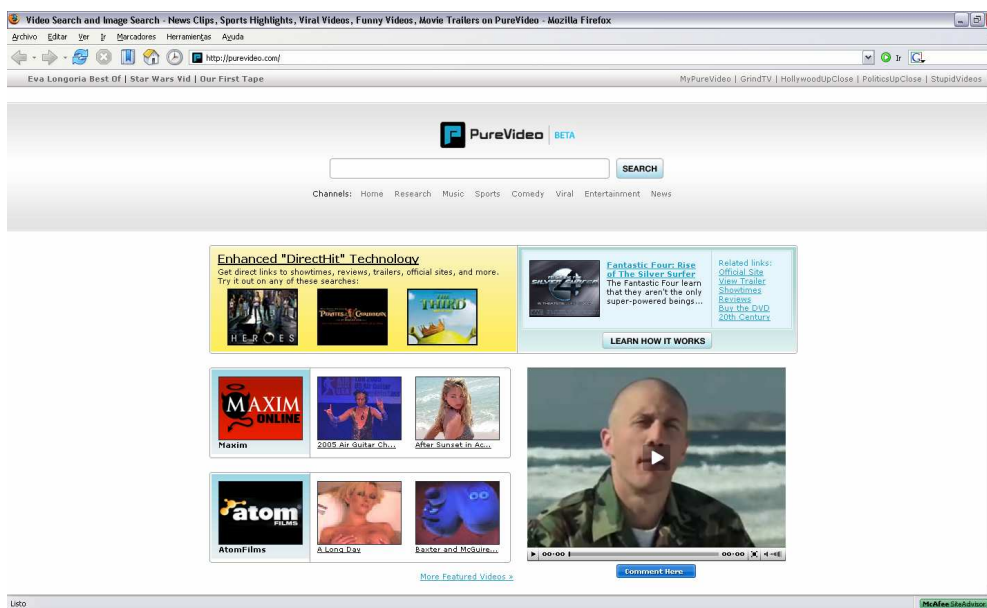 Video Search and Image Search - News Clips, Sports Highlights, Viral Videos, Funny Videos, Movie Trailers on PureVideo - Mozilla Firefox
Archivo Editar Ver Ir Marcadores Herramientas Ayuda
http://purevideo.com/ Ir
Eva Longoria Best Of | Star Wars Vid | Our First Tape
MyPureVideo | GrindTV | HollywoodUpClose | PoliticsUpClose | StupidVideos
PureVideo BETA
SEARCH
Channels: Home Research Music Sports Comedy Viral Entertainment News
Enhanced "DirectHit" Technology
Get direct links to showtimes, reviews, trailers, official sites, and more.
Try it out on any of these searches:
HEROES
THE THIRD
Fantastic Four: Rise
of The Silver Surfer
The Fantastic Four learn
that they aren't the only
super-powered beings...
SILVER SURFER
Related links:
Official Site
View Trailer
Showtimes
Reviews
Buy the DVD
20th Century
LEARN HOW IT WORKS
MAXIM
ONLINE
Maxim
2005 Air Guitar Ch...
After Sunset in Ac...
atom
FILMS
AtomFilms
A Long Day
Baxter and McGuire...
00:00 00:00
Comment Here
More Featured Videos »
Listo
McAfee SiteAdvisor